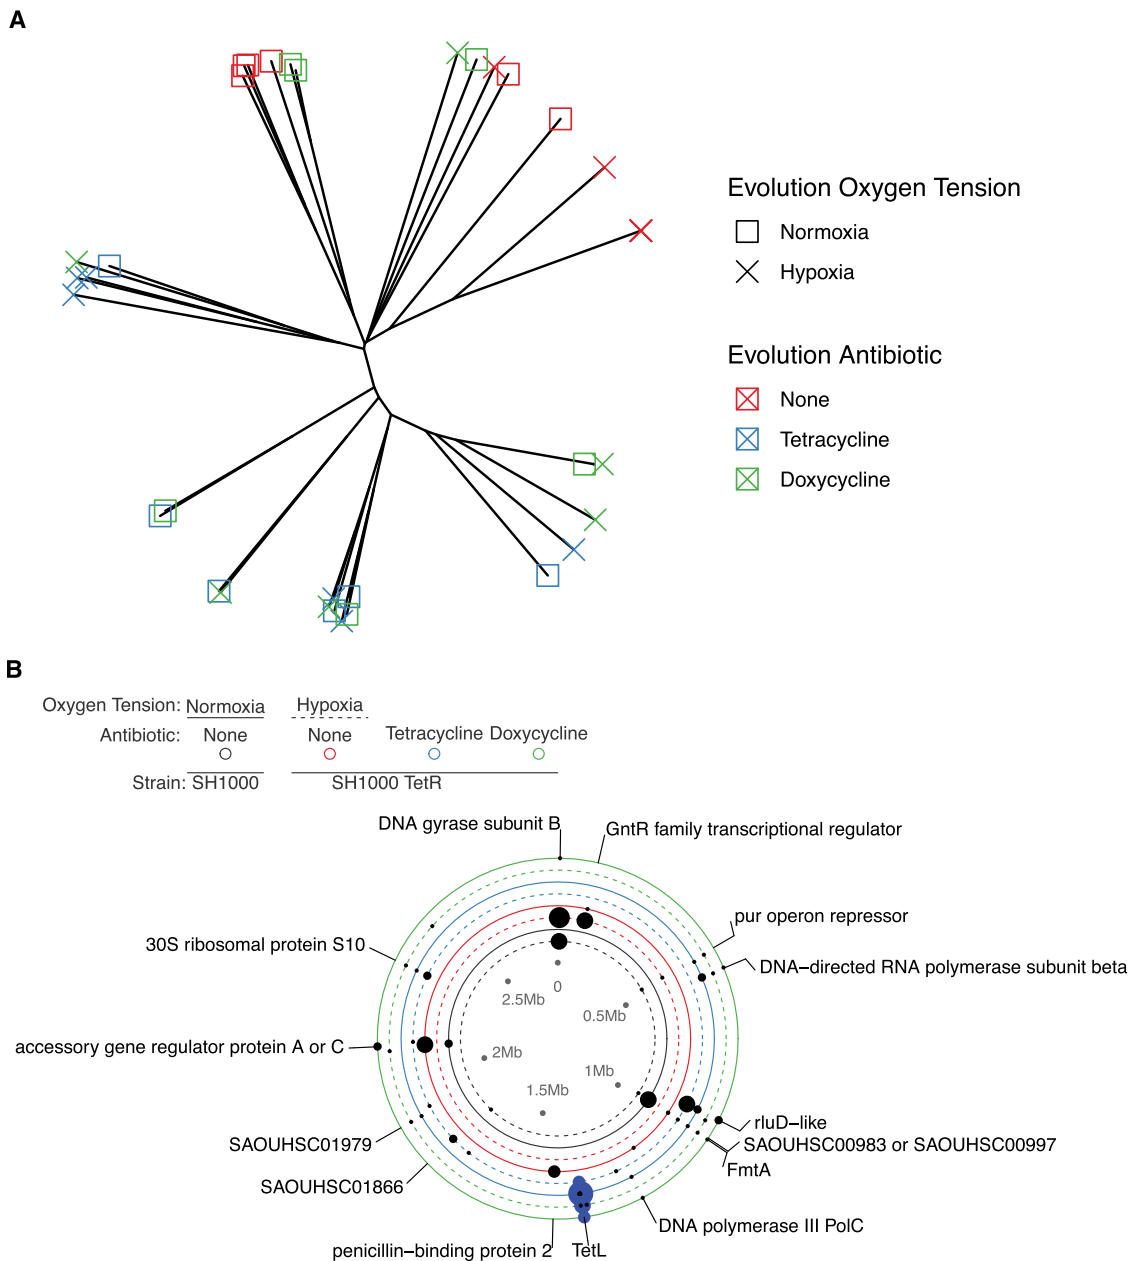 A
Evolution Oxygen Tension
Normoxia
Hypoxia
Evolution Antibiotic
None
Tetracycline
Doxycycline
B
Oxygen Tension: Normoxia Hypoxia
Antibiotic: None None Tetracycline Doxycycline
Strain: SH1000 SH1000 TetR
DNA gyrase subunit B
GntR family transcriptional regulator
pur operon repressor
30S ribosomal protein S10
DNA−directed RNA polymerase subunit beta
0
2.5Mb
0.5Mb
accessory gene regulator protein A or C
2Mb
1Mb
1.5Mb
rluD−like
SAOUHSC01979
SAOUHSC00983 or SAOUHSC00997
FmtA
SAOUHSC01866
DNA polymerase III PolC
penicillin−binding protein 2
TetL